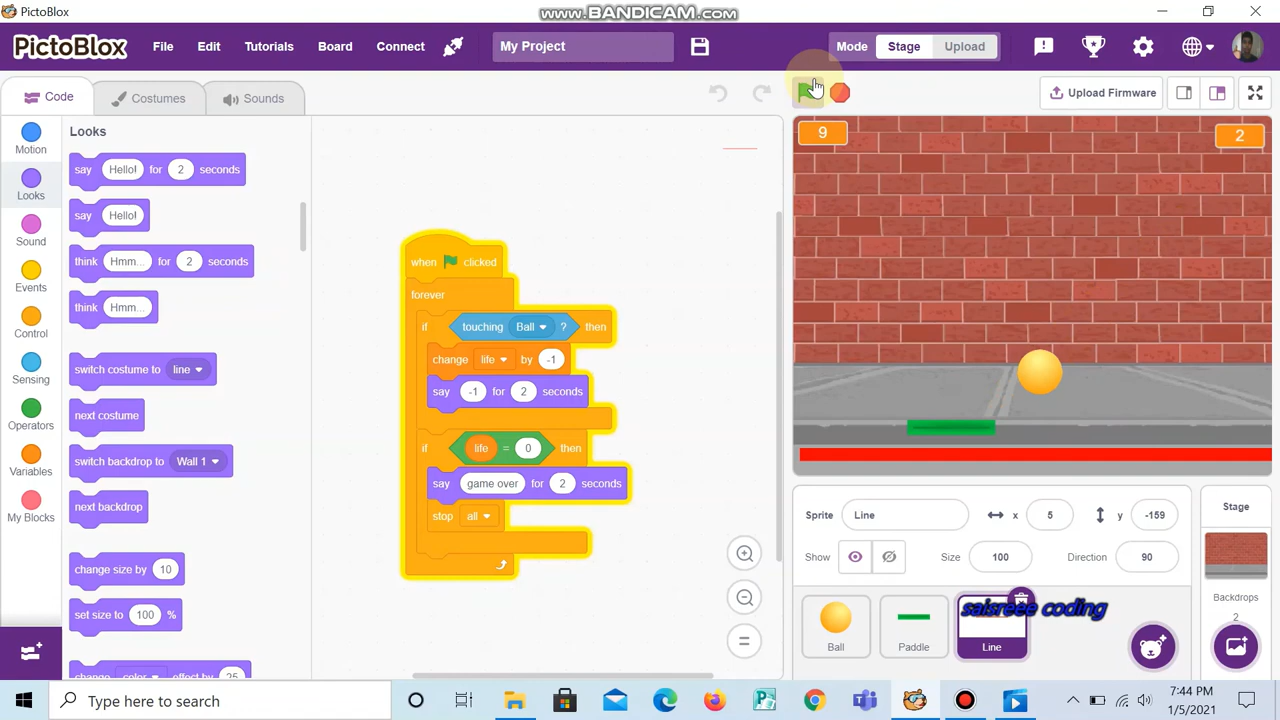 PictoBlox
www.BANDICAM.com
PictoBlox
File Edit Tutorials Board Connect
My Project
Mode Stage Upload
Code Costumes Sounds
Upload Firmware
Motion
Looks
Sound
Events
Control
Sensing
Operators
Variables
My Blocks
Looks
say Hello! for 2 seconds
say Hello!
think Hmm... for 2 seconds
think Hmm...
switch costume to line
next costume
switch backdrop to Wall 1
next backdrop
change size by 10
set size to 100 %
change color effect by 25
when clicked
forever
if touching Ball ? then
change life by -1
say -1 for 2 seconds
if life = 0 then
say game over for 2 seconds
stop all
9
2
Sprite Line x 5 y -159
Show Size 100 Direction 90
Ball
Paddle
Line
saisreee coding
Stage
Backdrops
2
Type here to search
7:44 PM
1/5/2021